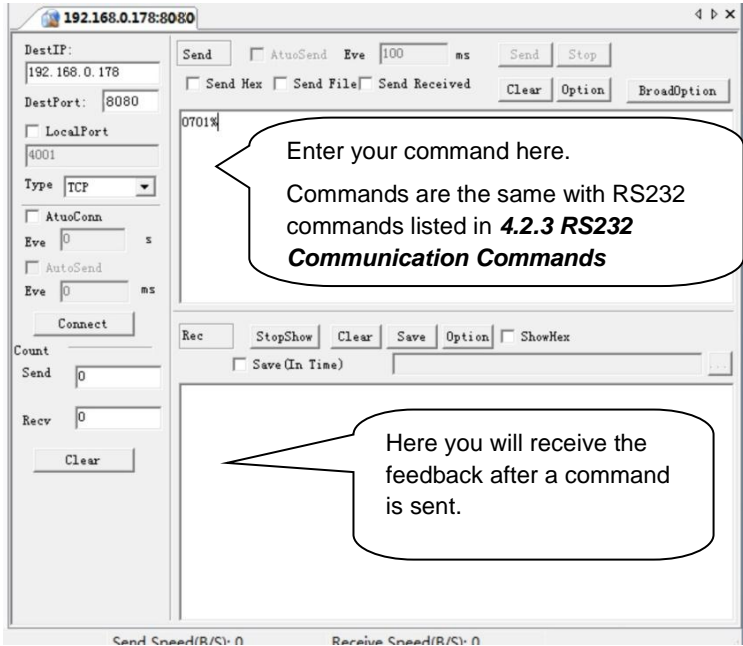 192.168.0.178:8080
DestIP:
192.168.0.178
DestPort: 8080
LocalPort
4001
Type TCP
AtuoConn
Eve 0 s
AutoSend
Eve 0 ms
Connect
Count
Send 0
Recv 0
Clear
Send AtuoSend Eve 100 ms Send Stop
Send Hex Send File Send Received Clear Option BroadOption
0701%
Enter your command here.
Commands are the same with RS232
commands listed in 4.2.3 RS232
Communication Commands
Rec StopShow Clear Save Option ShowHex
Save(In Time) ...
Here you will receive the
feedback after a command
is sent.
Send Speed(B/S): 0 Receive Speed(B/S): 0